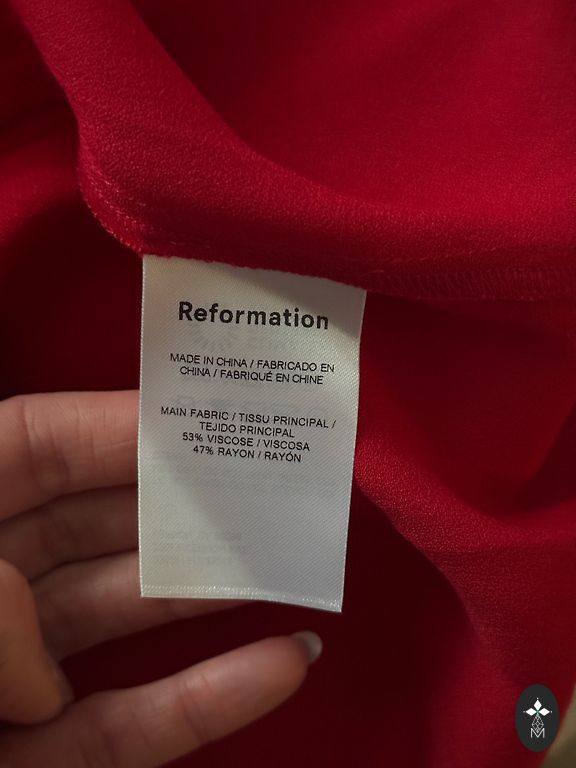 Reformation
MADE IN CHINA / FABRICADO EN
CHINA / FABRIQUÉ EN CHINE
MAIN FABRIC / TISSU PRINCIPAL /
TEJIDO PRINCIPAL
53% VISCOSE / VISCOSA
47% RAYON / RAYÓN
M